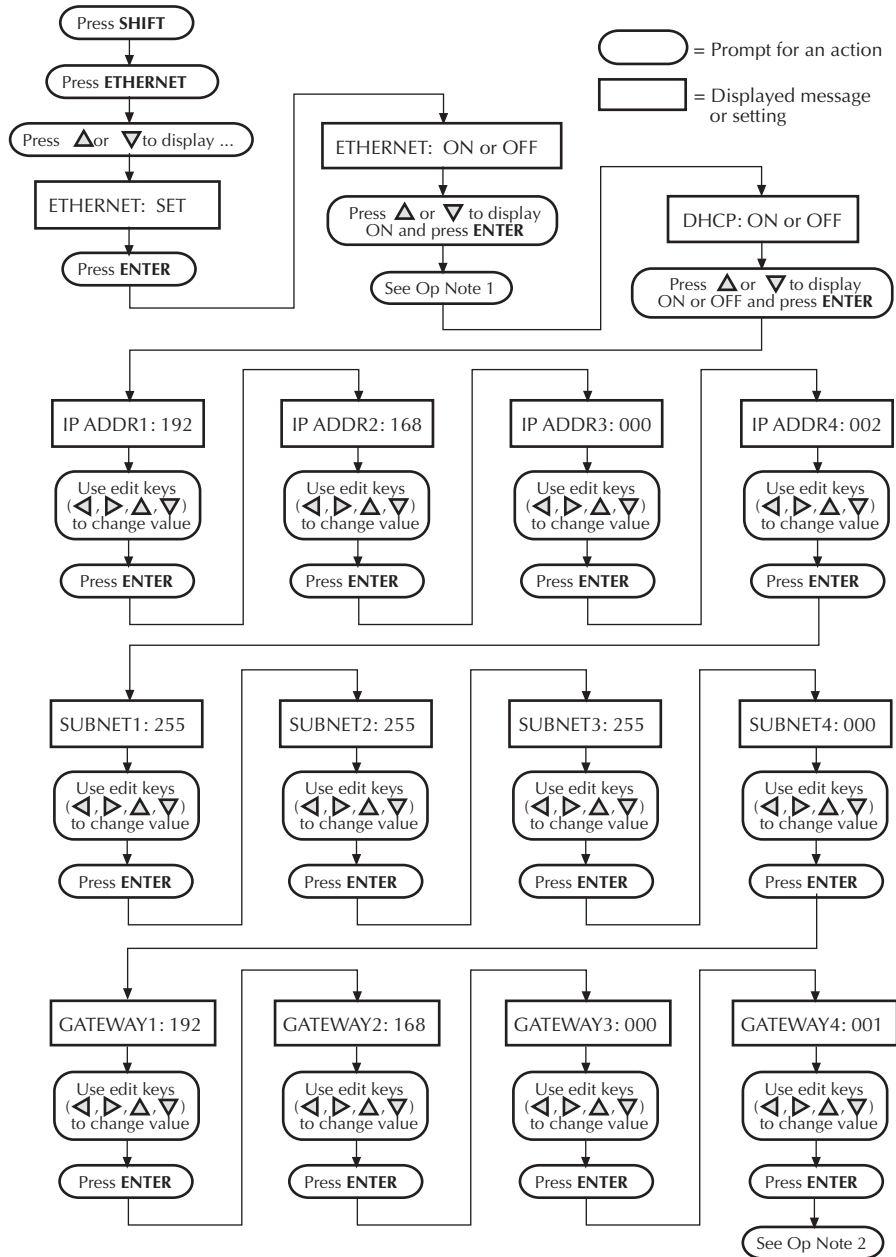 Press SHIFT
Press ETHERNET
Press △ or ▽ to display ...
ETHERNET: SET
Press ENTER
ETHERNET: ON or OFF
Press △ or ▽ to display
ON and press ENTER
See Op Note 1
= Prompt for an action
= Displayed message
or setting
DHCP: ON or OFF
Press △ or ▽ to display
ON or OFF and press ENTER
IP ADDR1: 192
Use edit keys
(◁, ▷, △, ▽)
to change value
Press ENTER
IP ADDR2: 168
Use edit keys
(◁, ▷, △, ▽)
to change value
Press ENTER
IP ADDR3: 000
Use edit keys
(◁, ▷, △, ▽)
to change value
Press ENTER
IP ADDR4: 002
Use edit keys
(◁, ▷, △, ▽)
to change value
Press ENTER
SUBNET1: 255
Use edit keys
(◁, ▷, △, ▽)
to change value
Press ENTER
SUBNET2: 255
Use edit keys
(◁, ▷, △, ▽)
to change value
Press ENTER
SUBNET3: 255
Use edit keys
(◁, ▷, △, ▽)
to change value
Press ENTER
SUBNET4: 000
Use edit keys
(◁, ▷, △, ▽)
to change value
Press ENTER
GATEWAY1: 192
Use edit keys
(◁, ▷, △, ▽)
to change value
Press ENTER
GATEWAY2: 168
Use edit keys
(◁, ▷, △, ▽)
to change value
Press ENTER
GATEWAY3: 000
Use edit keys
(◁, ▷, △, ▽)
to change value
Press ENTER
GATEWAY4: 001
Use edit keys
(◁, ▷, △, ▽)
to change value
Press ENTER
See Op Note 2